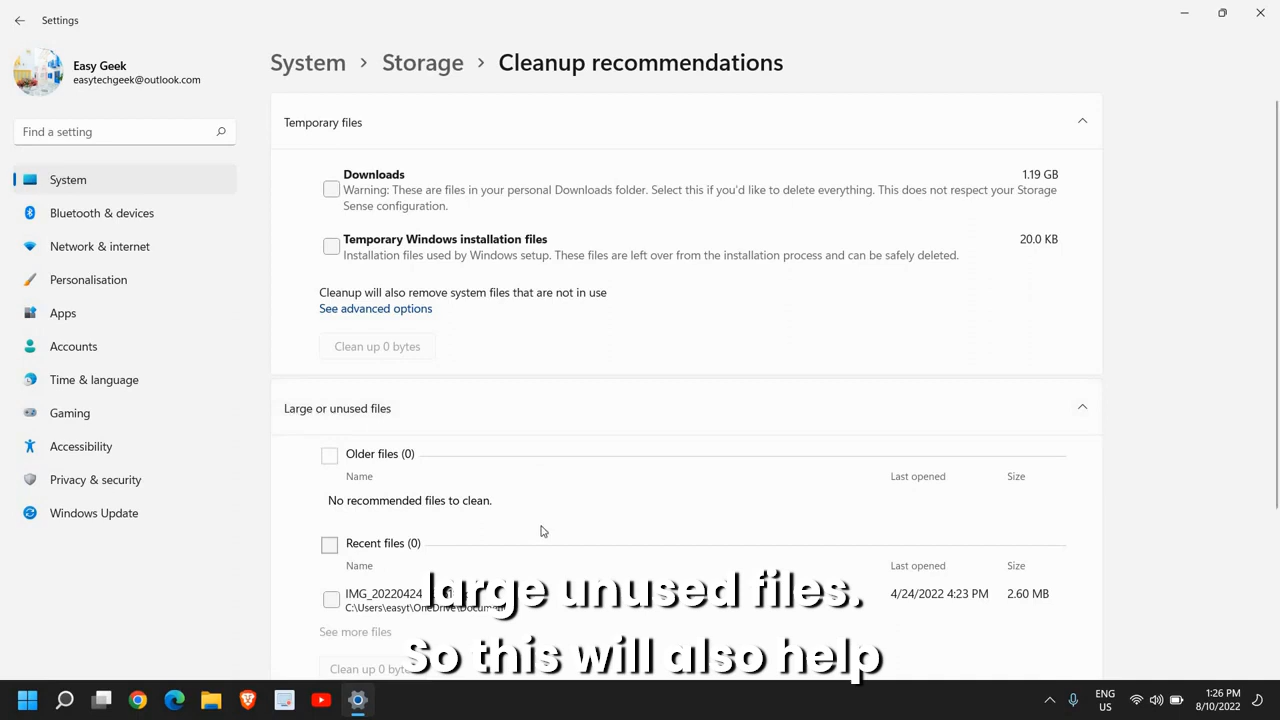 Settings
Easy Geek
easytechgeek@outlook.com
Find a setting
System
Bluetooth & devices
Network & internet
Personalisation
Apps
Accounts
Time & language
Gaming
Accessibility
Privacy & security
Windows Update
System > Storage > Cleanup recommendations
Temporary files
Downloads 1.19 GB
Warning: These are files in your personal Downloads folder. Select this if you'd like to delete everything. This does not respect your Storage
Sense configuration.
Temporary Windows installation files 20.0 KB
Installation files used by Windows setup. These files are left over from the installation process and can be safely deleted.
Cleanup will also remove system files that are not in use
See advanced options
Clean up 0 bytes
Large or unused files
Older files (0)
Name Last opened Size
No recommended files to clean.
Recent files (0)
Name Last opened Size
IMG_20220424 4/24/2022 4:23 PM 2.60 MB
C:\Users\easyt\OneDrive\Documen
See more files
Clean up 0
large unused files.
So this will also help
ENG
US
1:26 PM
8/10/2022